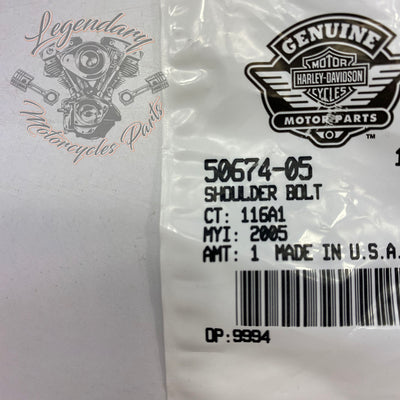 Legendary
Motorcycles Parts
GENUINE
MOTOR
HARLEY-DAVIDSON
CYCLES
MOTOR PARTS
TM
50674-05
SHOULDER BOLT
CT: 116A1
MYI: 2005
AMT: 1 MADE IN U.S.A.
OP:9994